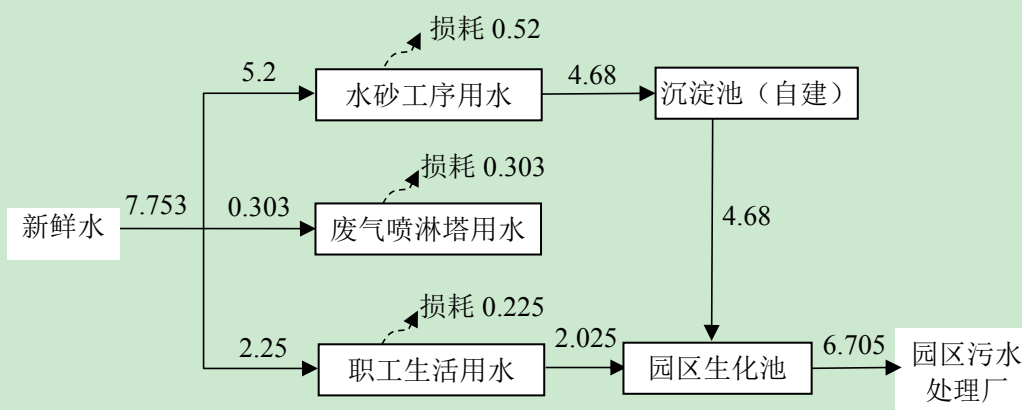 损耗 0.52
5.2
水砂工序用水
4.68
沉淀池（自建）
损耗 0.303
新鲜水
7.753
0.303
废气喷淋塔用水
4.68
损耗 0.225
2.25
职工生活用水
2.025
园区生化池
6.705
园区污水
处理厂